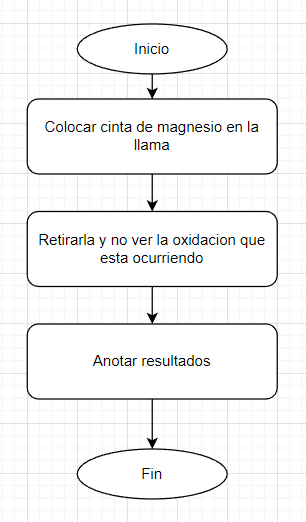 Inicio
Colocar cinta de magnesio en la
llama
Retirarla y no ver la oxidacion que
esta ocurriendo
Anotar resultados
Fin